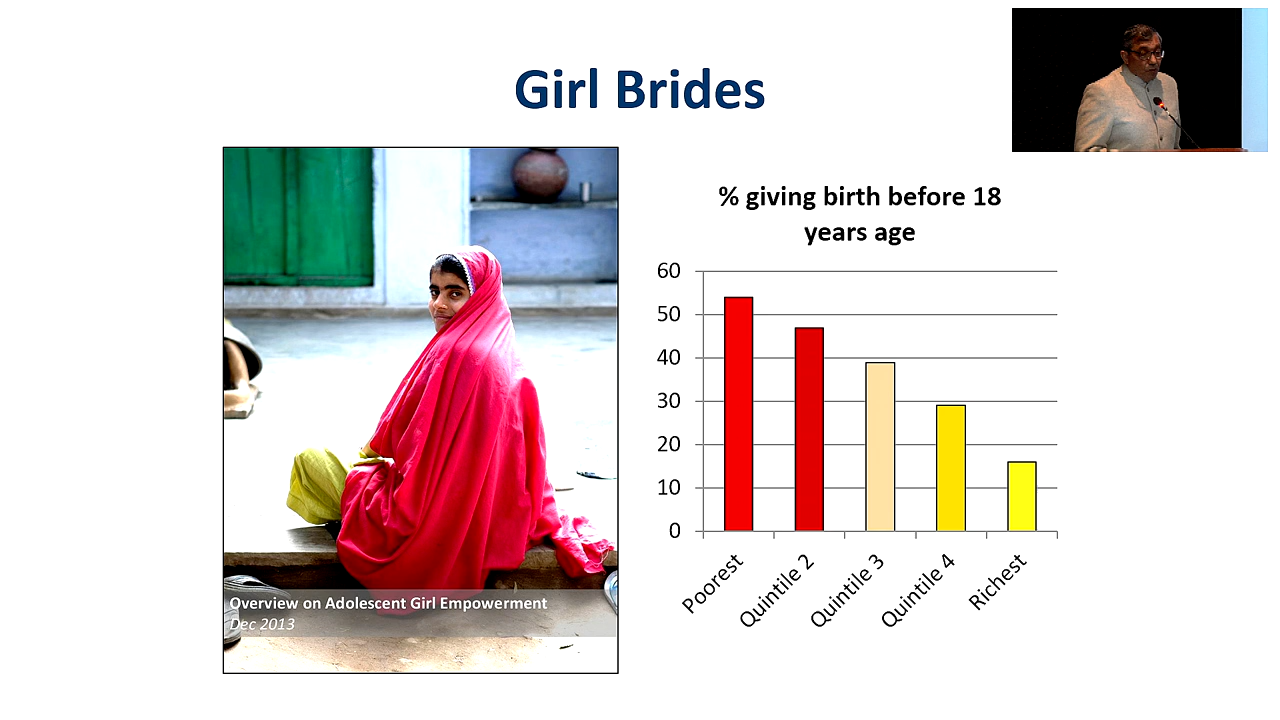 Girl Brides
Overview on Adolescent Girl Empowerment
Dec 2013
% giving birth before 18
years age
60
50
40
30
20
10
0
Poorest
Quintile 2
Quintile 3
Quintile 4
Richest